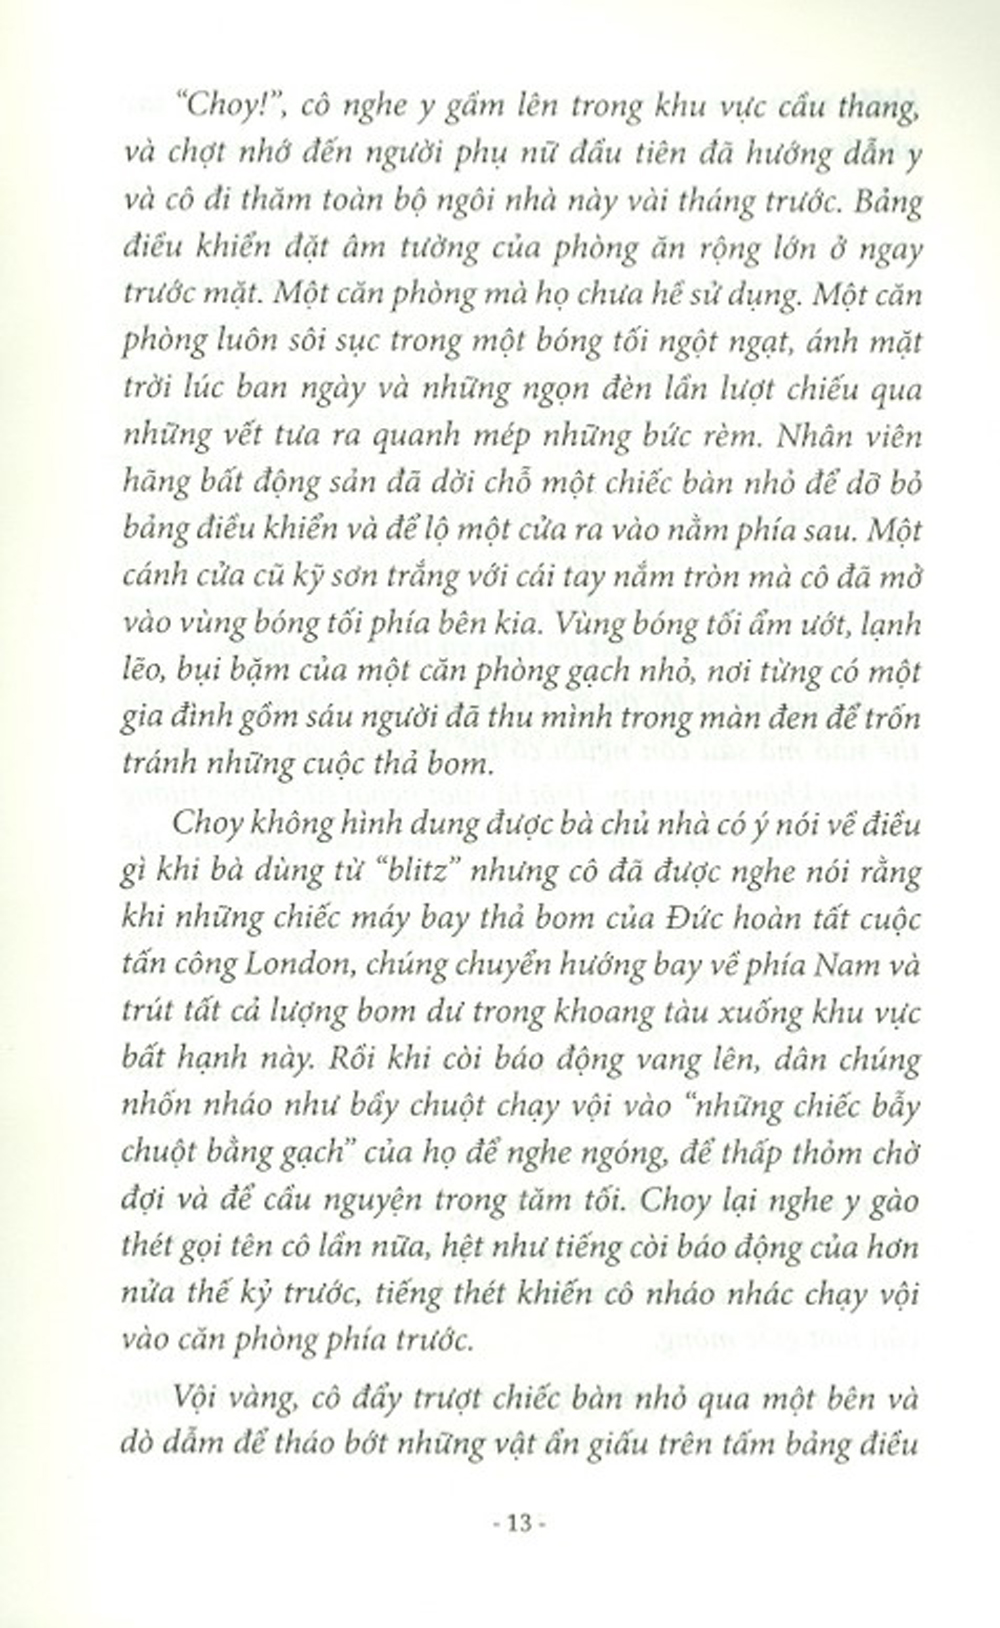 “Choy!”, cô nghe y gầm lên trong khu vực cầu thang,
và chợt nhớ đến người phụ nữ đầu tiên đã hướng dẫn y
và cô đi thăm toàn bộ ngôi nhà này vài tháng trước. Bảng
điều khiển đặt âm tường của phòng ăn rộng lớn ở ngay
trước mặt. Một căn phòng mà họ chưa hề sử dụng. Một căn
phòng luôn sôi sục trong một bóng tối ngột ngạt, ánh mặt
trời lúc ban ngày và những ngọn đèn lần lượt chiếu qua
những vết tưa ra quanh mép những bức rèm. Nhân viên
hãng bất động sản đã dời chỗ một chiếc bàn nhỏ để dỡ bỏ
bảng điều khiển và để lộ một cửa ra vào nằm phía sau. Một
cánh cửa cũ kỹ sơn trắng với cái tay nắm tròn mà cô đã mở
vào vùng bóng tối phía bên kia. Vùng bóng tối ẩm ướt, lạnh
lẽo, bụi bặm của một căn phòng gạch nhỏ, nơi từng có một
gia đình gồm sáu người đã thu mình trong màn đen để trốn
tránh những cuộc thả bom.
Choy không hình dung được bà chủ nhà có ý nói về điều
gì khi bà dùng từ “blitz” nhưng cô đã được nghe nói rằng
khi những chiếc máy bay thả bom của Đức hoàn tất cuộc
tấn công London, chúng chuyển hướng bay về phía Nam và
trút tất cả lượng bom dư trong khoang tàu xuống khu vực
bất hạnh này. Rồi khi còi báo động vang lên, dân chúng
nhốn nháo như bầy chuột chạy vội vào “những chiếc bẫy
chuột bằng gạch” của họ để nghe ngóng, để thấp thỏm chờ
đợi và để cầu nguyện trong tăm tối. Choy lại nghe y gào
thét gọi tên cô lần nữa, hệt như tiếng còi báo động của hơn
nửa thế kỷ trước, tiếng thét khiến cô nháo nhác chạy vội
vào căn phòng phía trước.
Vội vàng, cô đẩy trượt chiếc bàn nhỏ qua một bên và
dò dẫm để tháo bớt những vật ẩn giấu trên tấm bảng điều
- 13 -